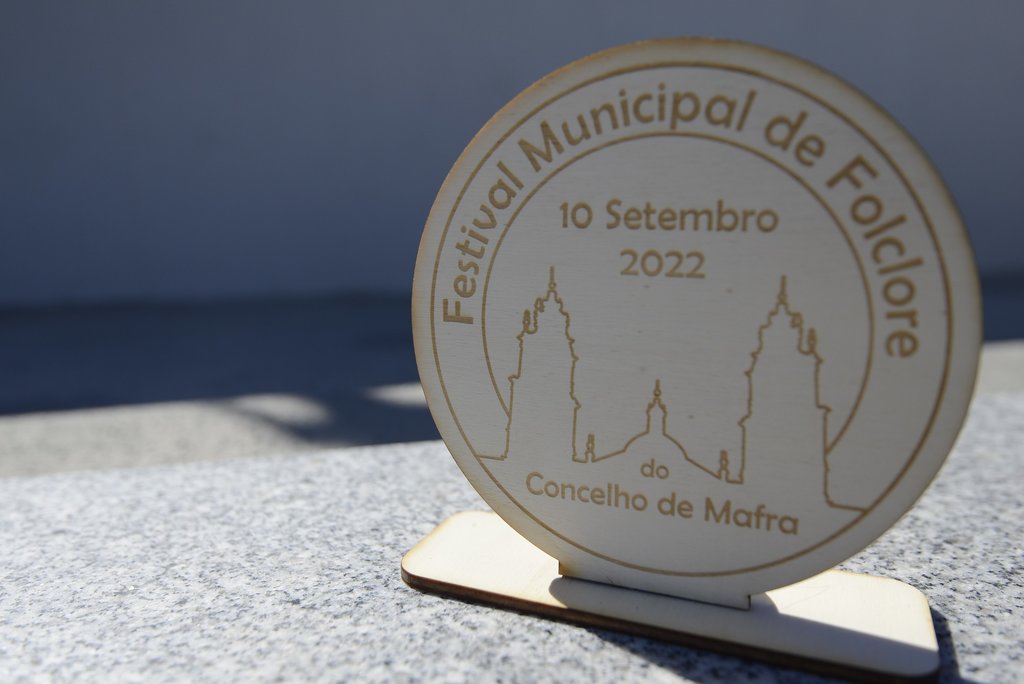 Festival Municipal de Folclore
10 Setembro
2022
do
Concelho de Mafra